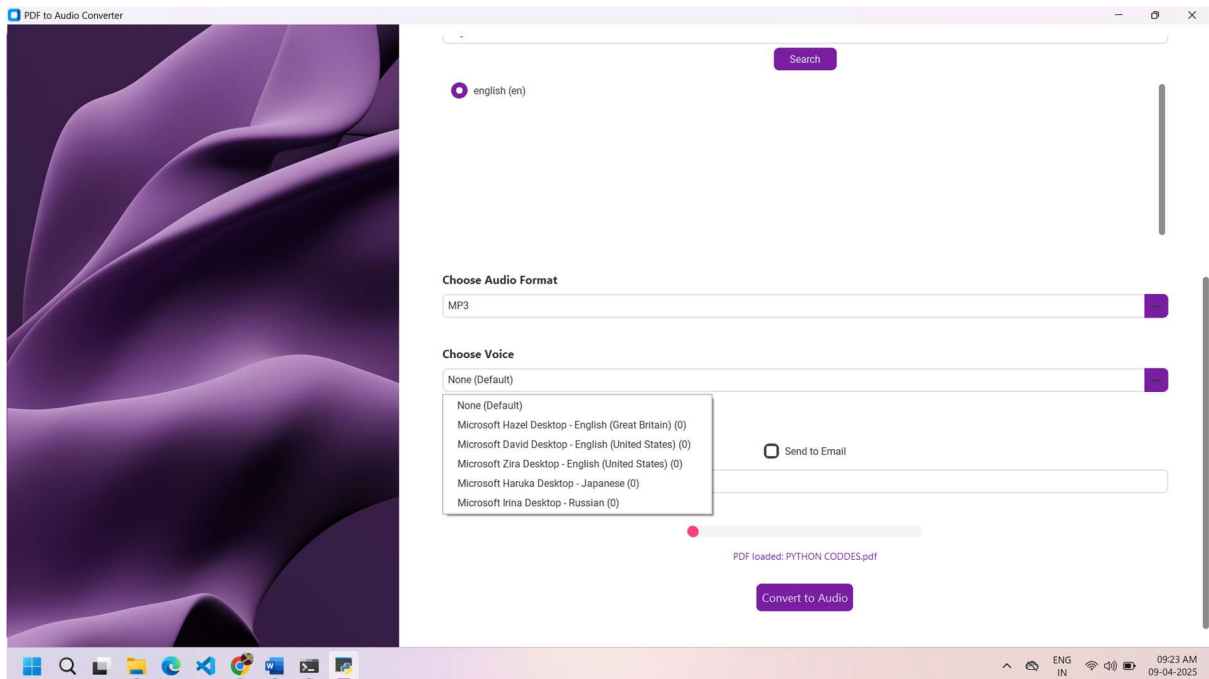 PDF to Audio Converter
Search
english (en)
Choose Audio Format
MP3
Choose Voice
None (Default)
None (Default)
Microsoft Hazel Desktop - English (Great Britain) (0)
Microsoft David Desktop - English (United States) (0)
Microsoft Zira Desktop - English (United States) (0)
Microsoft Haruka Desktop - Japanese (0)
Microsoft Irina Desktop - Russian (0)
Send to Email
PDF loaded: PYTHON CODDES.pdf
Convert to Audio
ENG
IN
09:23 AM
09-04-2025